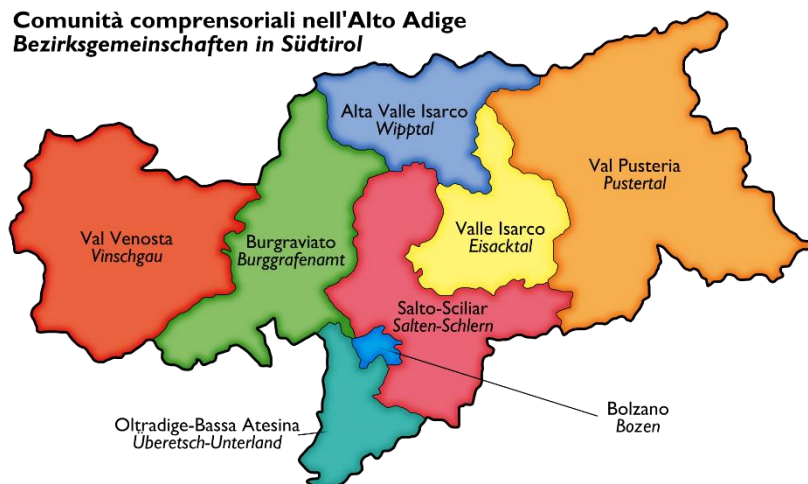 Comunità comprensoriali nell'Alto Adige
Bezirksgemeinschaften in Südtirol
Alta Valle Isarco
Wipptal
Val Pusteria
Pustertal
Val Venosta
Vinschgau
Burgraviato
Burggrafenamt
Valle Isarco
Eisacktal
Salto-Sciliar
Salten-Schlern
Oltradige-Bassa Atesina
Überetsch-Unterland
Bolzano
Bozen